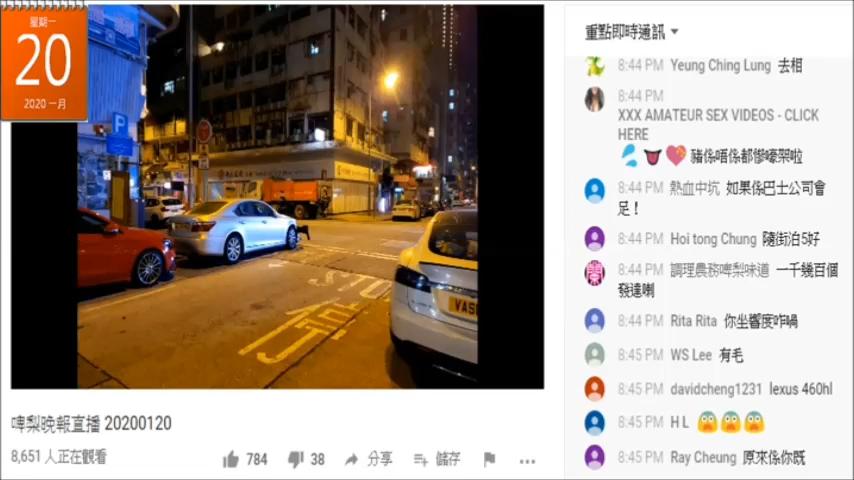 星期一
20
2020 一月
P
停
STOP
VAS
啤梨晚報直播 20200120
8,651 人正在觀看
784
38
分享
儲存
重點即時通訊
8:44 PM Yeung Ching Lung 去相
8:44 PM
XXX AMATEUR SEX VIDEOS - CLICK
HERE
💦 👅 💖 豬係唔係都慘嚎架啦
8:44 PM 熱血中坑 如果係巴士公司會
足！
8:44 PM Hoi tong Chung 隨街泊5好
8:44 PM 調理農務啤梨味道 一千幾百個
發達喇
8:44 PM Rita Rita 你坐響度咋喎
8:45 PM WS Lee 有毛
8:45 PM davidcheng1231 lexus 460hl
8:45 PM H L 😨😨😨
8:45 PM Ray Cheung 原來係你既